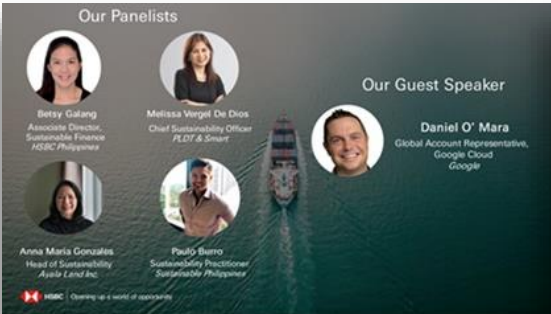 Our Panelists
Betsy Galang
Associate Director,
Sustainable Finance
HSBC Philippines
Melissa Vergel De Dios
Chief Sustainability Officer
PLDT & Smart
Anna Maria Gonzales
Head of Sustainability
Ayala Land Inc.
Paulo Burro
Sustainability Practitioner
Sustainable Philippines
Our Guest Speaker
Daniel O' Mara
Global Account Representative,
Google Cloud
Google
HSBC | Opening up a world of opportunity